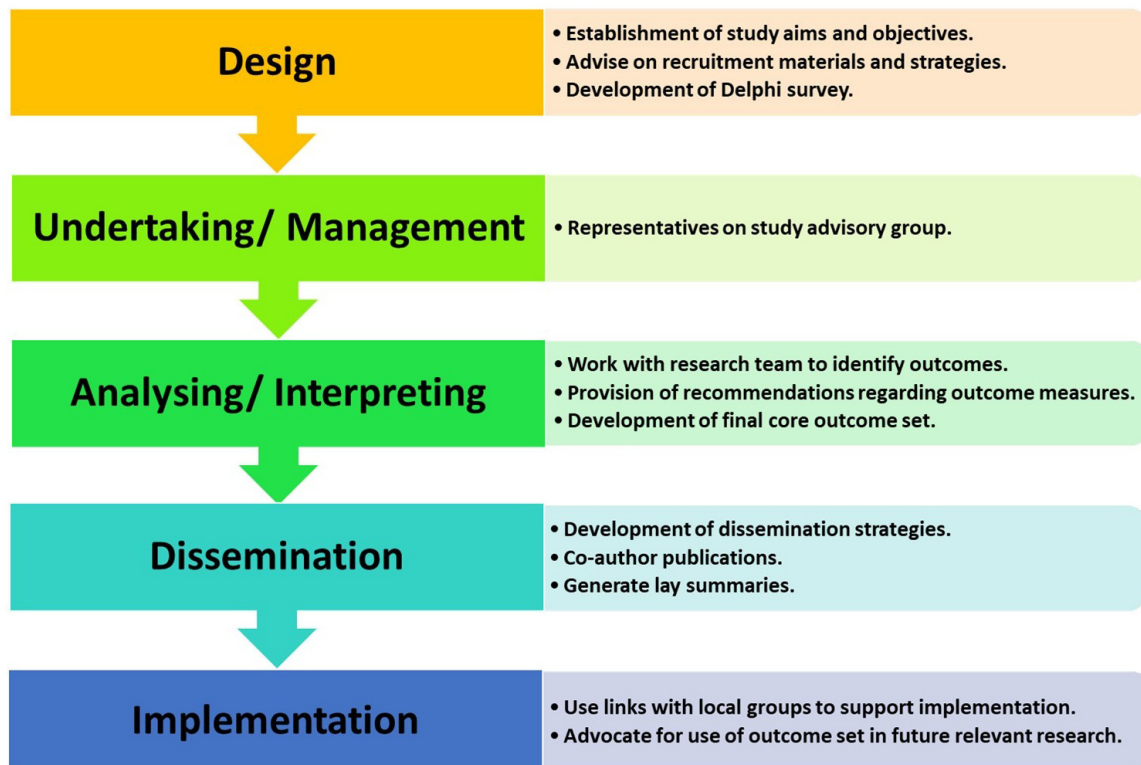 Design
• Establishment of study aims and objectives.
• Advise on recruitment materials and strategies.
• Development of Delphi survey.
Undertaking/ Management
• Representatives on study advisory group.
Analysing/ Interpreting
• Work with research team to identify outcomes.
• Provision of recommendations regarding outcome measures.
• Development of final core outcome set.
Dissemination
• Development of dissemination strategies.
• Co-author publications.
• Generate lay summaries.
Implementation
• Use links with local groups to support implementation.
• Advocate for use of outcome set in future relevant research.